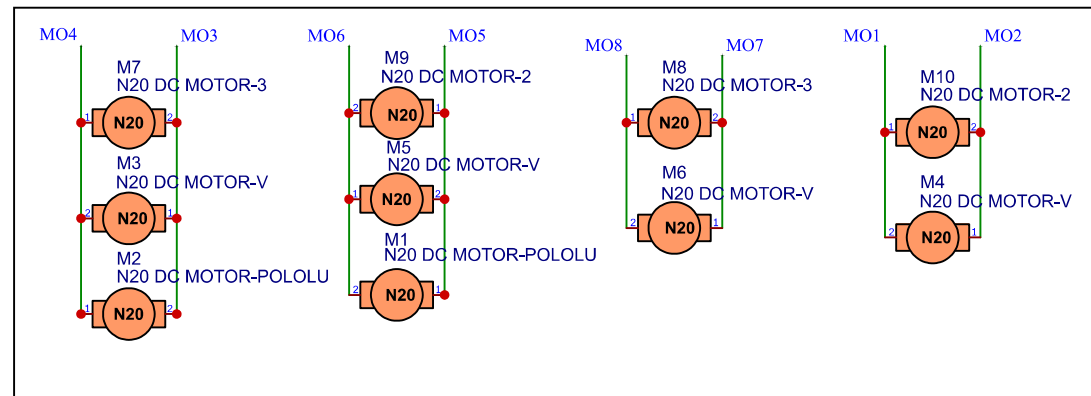 MO4 MO3
M7
N20 DC MOTOR-3
1 N20 2
M3
N20 DC MOTOR-V
2 N20 1
M2
N20 DC MOTOR-POLOLU
1 N20 2
MO6 MO5
M9
N20 DC MOTOR-2
2 N20 1
M5
N20 DC MOTOR-V
1 N20 2
M1
N20 DC MOTOR-POLOLU
2 N20 1
MO8 MO7
M8
N20 DC MOTOR-3
1 N20 2
M6
N20 DC MOTOR-V
2 N20 1
MO1 MO2
M10
N20 DC MOTOR-2
1 N20 2
M4
N20 DC MOTOR-V
2 N20 1